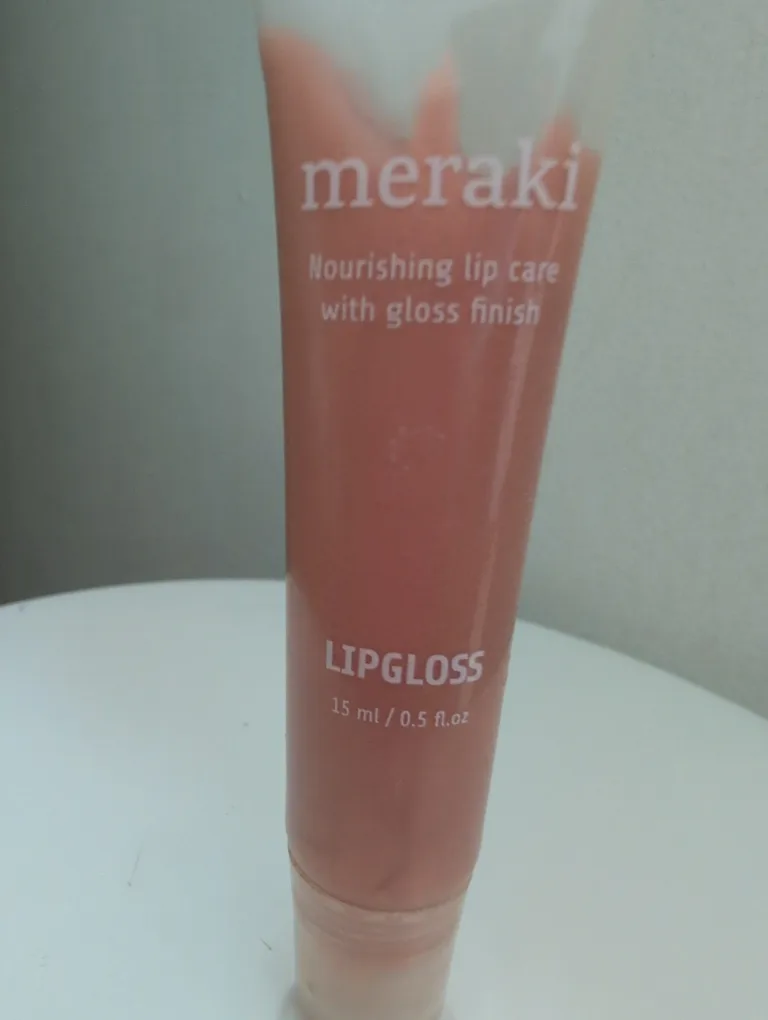 meraki
Nourishing lip care
with gloss finish
LIPGLOSS
15 ml / 0.5 fl.oz